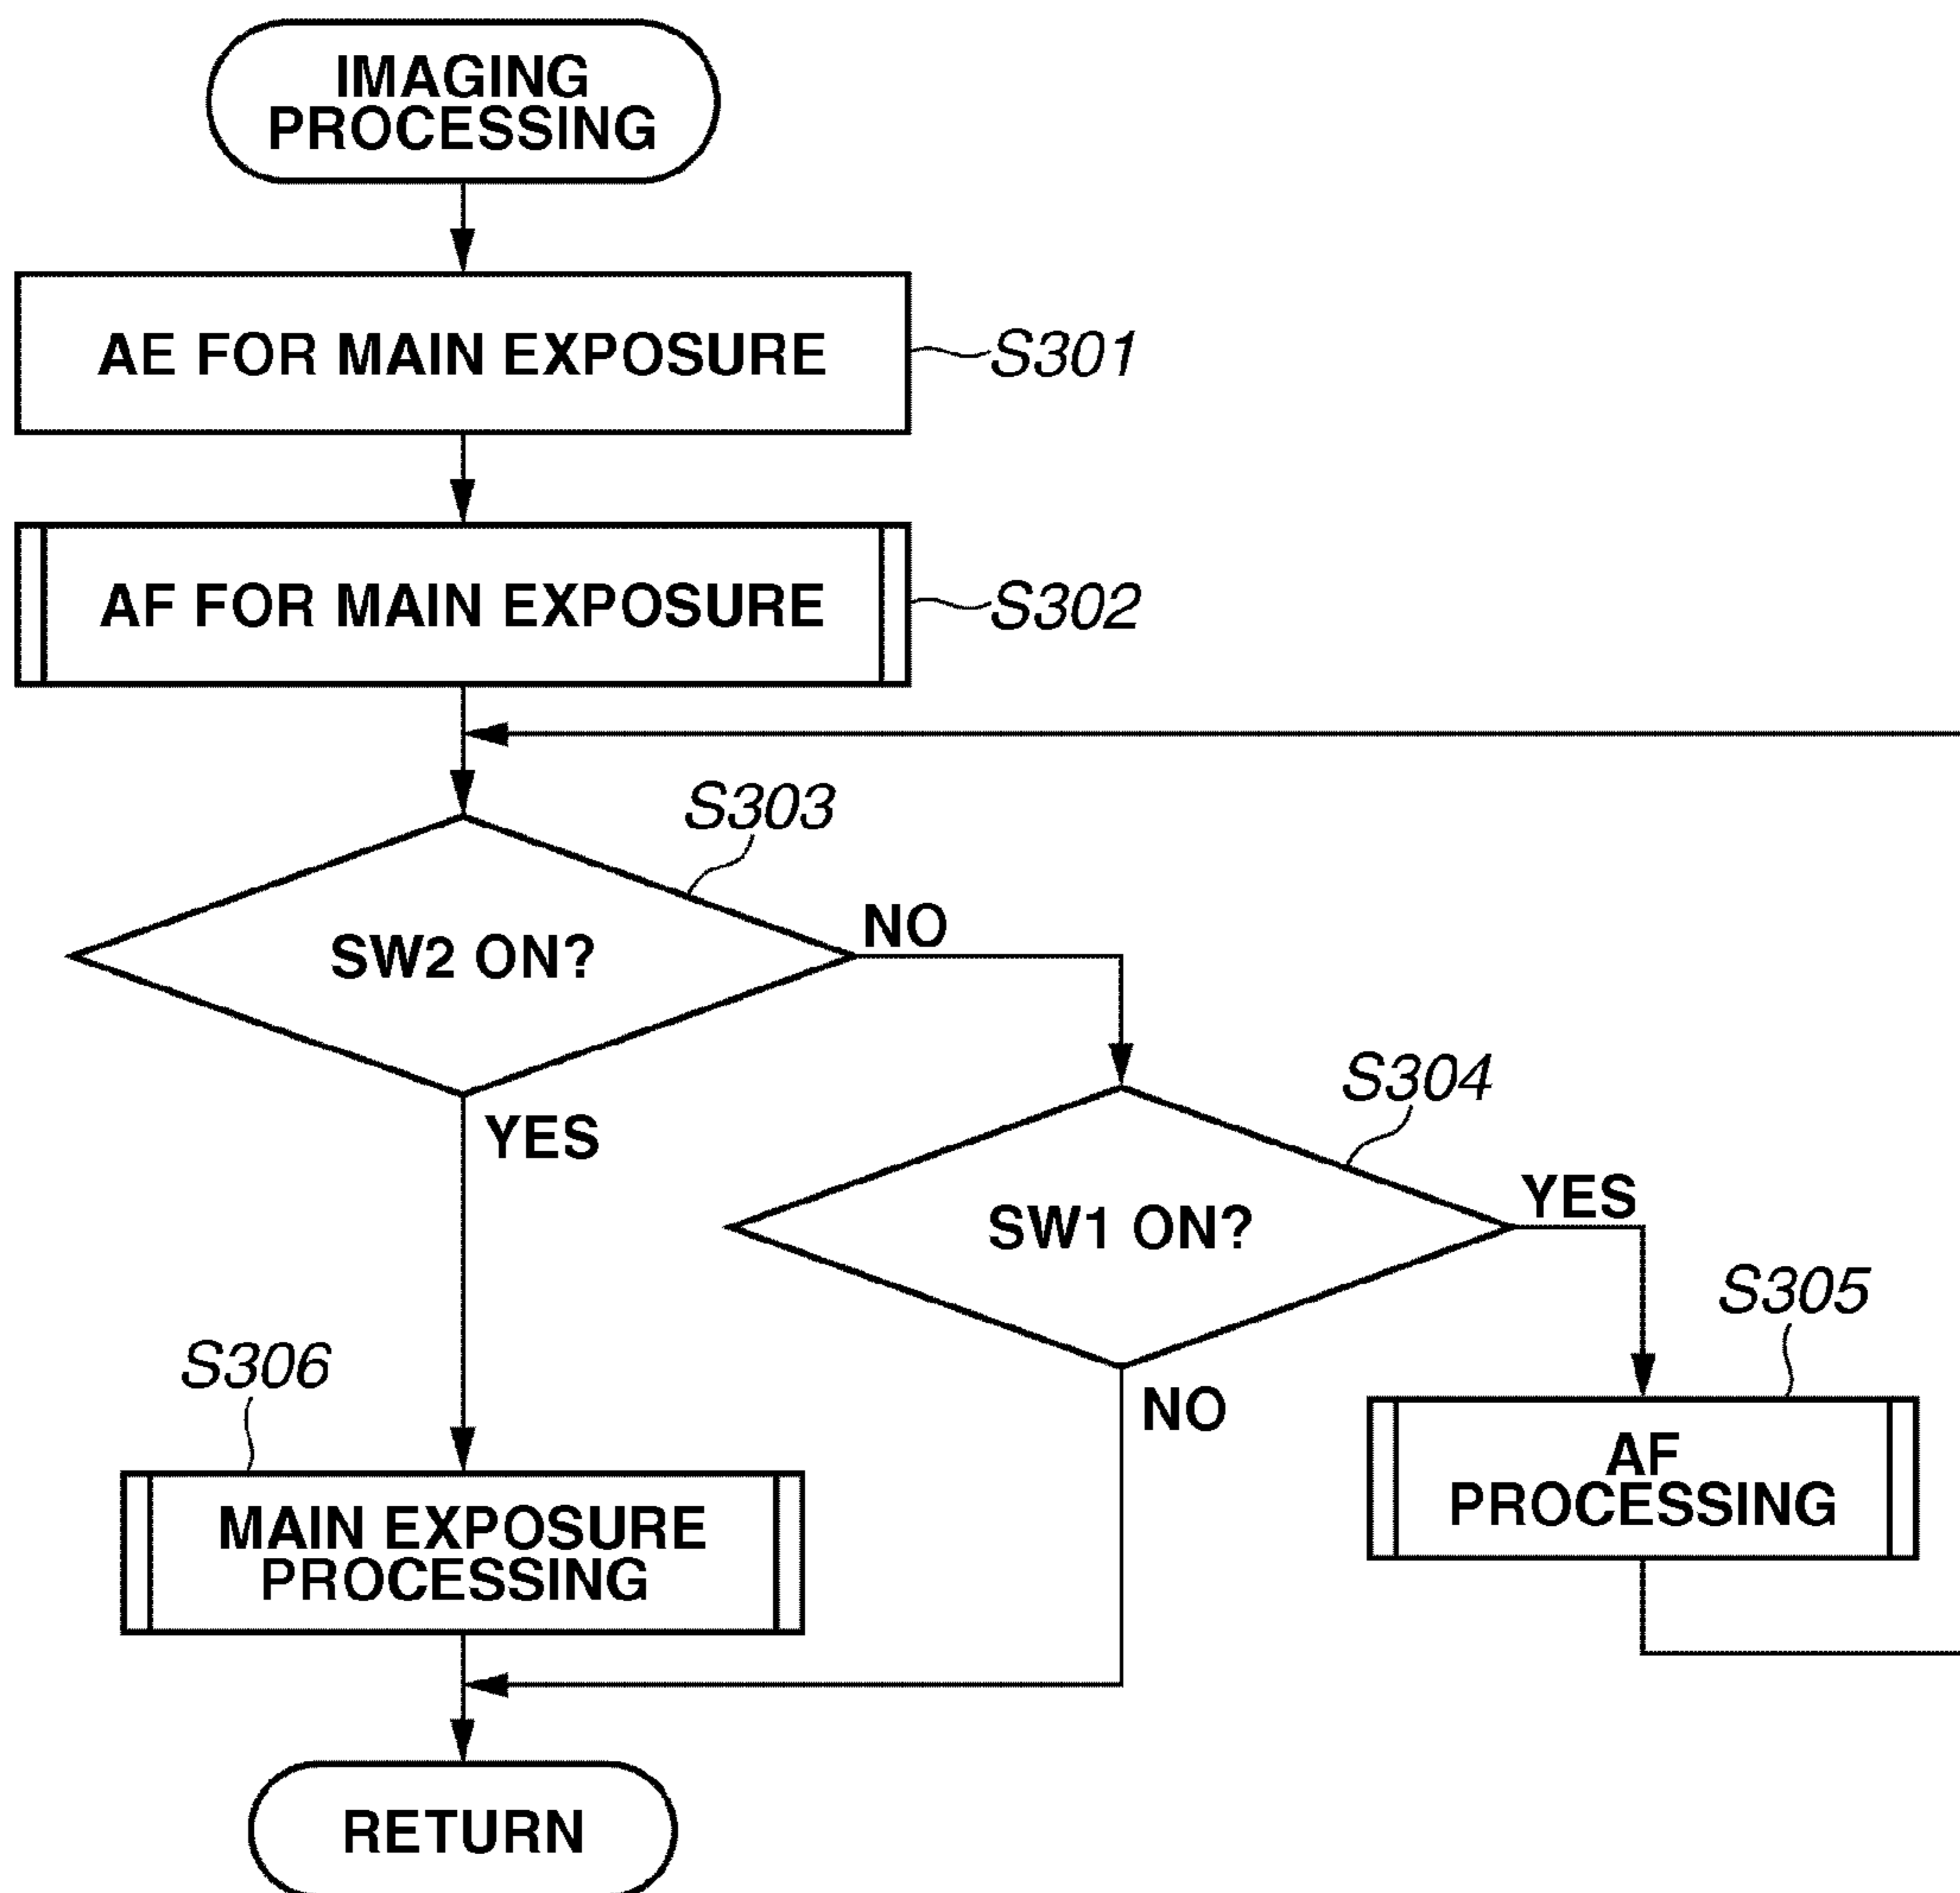 IMAGING
PROCESSING
AE FOR MAIN EXPOSURE
S301
AF FOR MAIN EXPOSURE
S302
S303
SW2 ON?
NO
YES
S304
SW1 ON?
YES
NO
S305
AF
PROCESSING
S306
MAIN EXPOSURE
PROCESSING
RETURN